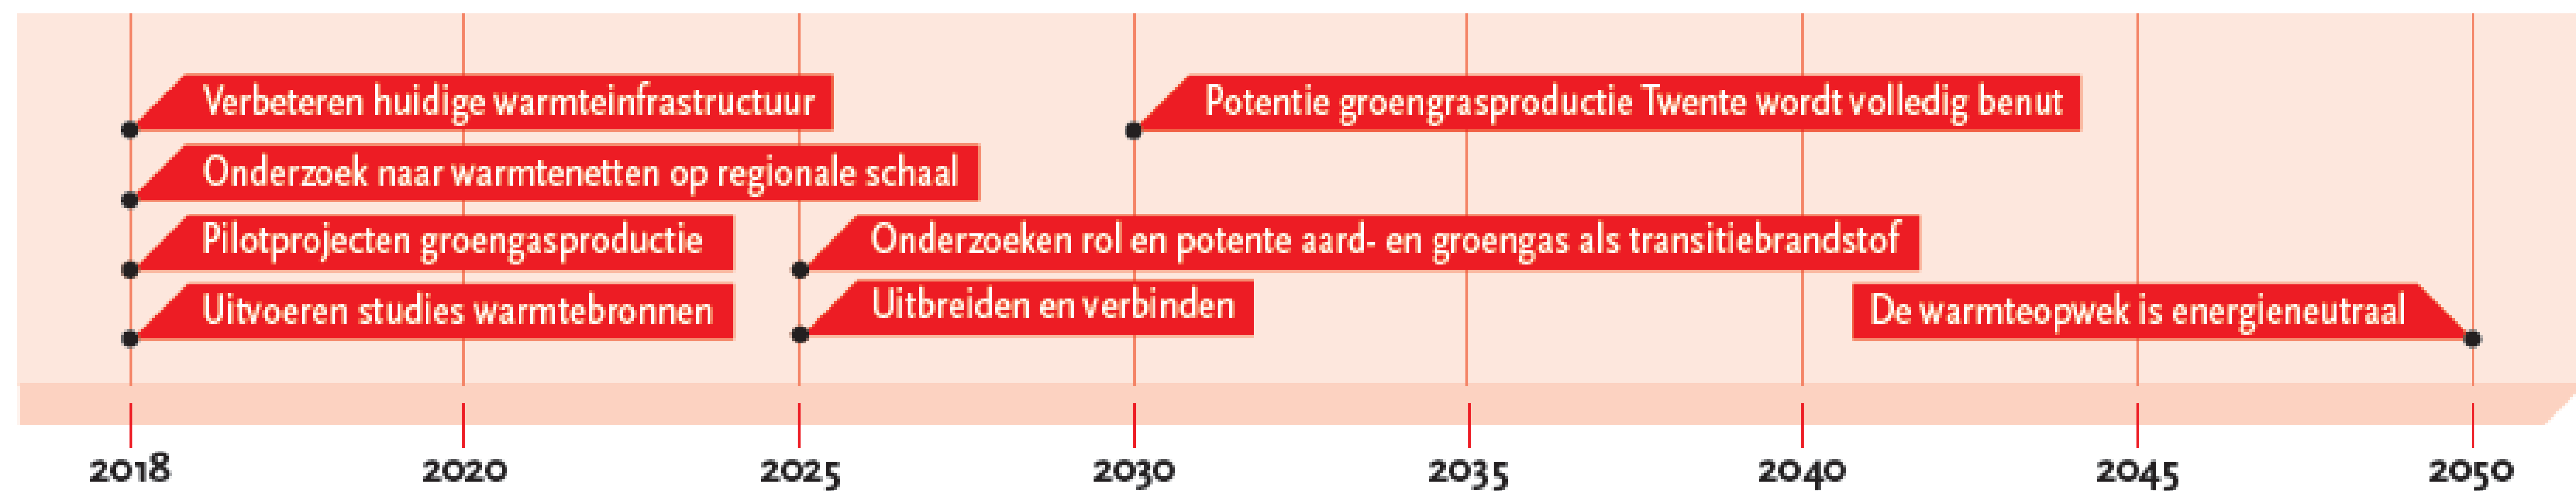 Verbeteren huidige warmteinfrastructuur
Potentie groengrasproductie Twente wordt volledig benut
Onderzoek naar warmtenetten op regionale schaal
Pilotprojecten groengasproductie
Onderzoeken rol en potente aard- en groengas als transitiebrandstof
Uitvoeren studies warmtebronnen
Uitbreiden en verbinden
De warmteopwek is energieneutraal
2018 2020 2025 2030 2035 2040 2045 2050